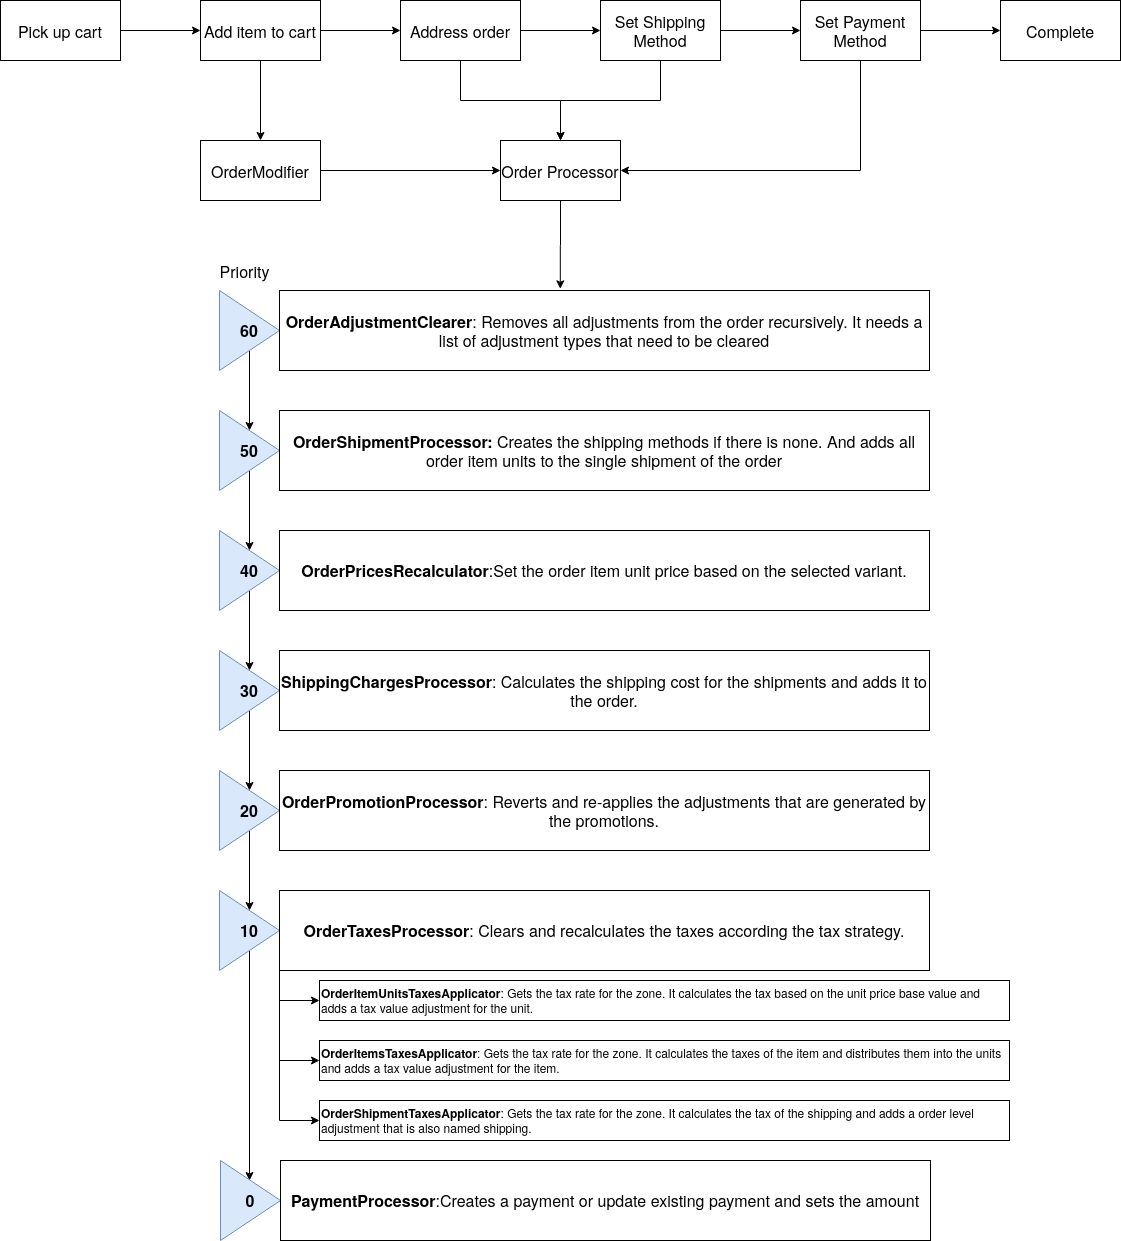 Pick up cart
Add item to cart
Address order
Set Shipping
Method
Set Payment
Method
Complete
OrderModifier
Order Processor
Priority
60
OrderAdjustmentClearer: Removes all adjustments from the order recursively. It needs a
list of adjustment types that need to be cleared
50
OrderShipmentProcessor: Creates the shipping methods if there is none. And adds all
order item units to the single shipment of the order
40
OrderPricesRecalculator:Set the order item unit price based on the selected variant.
30
ShippingChargesProcessor: Calculates the shipping cost for the shipments and adds it to
the order.
20
OrderPromotionProcessor: Reverts and re-applies the adjustments that are generated by
the promotions.
10
OrderTaxesProcessor: Clears and recalculates the taxes according the tax strategy.
OrderItemUnitsTaxesApplicator: Gets the tax rate for the zone. It calculates the tax based on the unit price base value and
adds a tax value adjustment for the unit.
OrderItemsTaxesApplicator: Gets the tax rate for the zone. It calculates the taxes of the item and distributes them into the units
and adds a tax value adjustment for the item.
OrderShipmentTaxesApplicator: Gets the tax rate for the zone. It calculates the tax of the shipping and adds a order level
adjustment that is also named shipping.
0
PaymentProcessor:Creates a payment or update existing payment and sets the amount